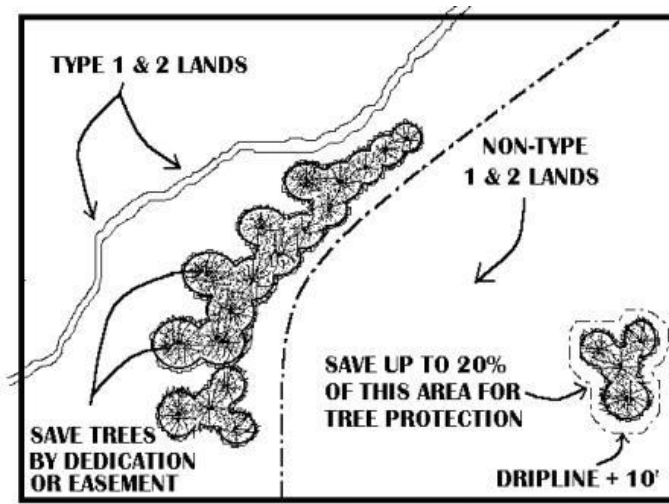 TYPE 1 & 2 LANDS
NON-TYPE
1 & 2 LANDS
SAVE UP TO 20%
OF THIS AREA FOR
TREE PROTECTION
SAVE TREES
BY DEDICATION
OR EASEMENT
DRIPLINE + 10'